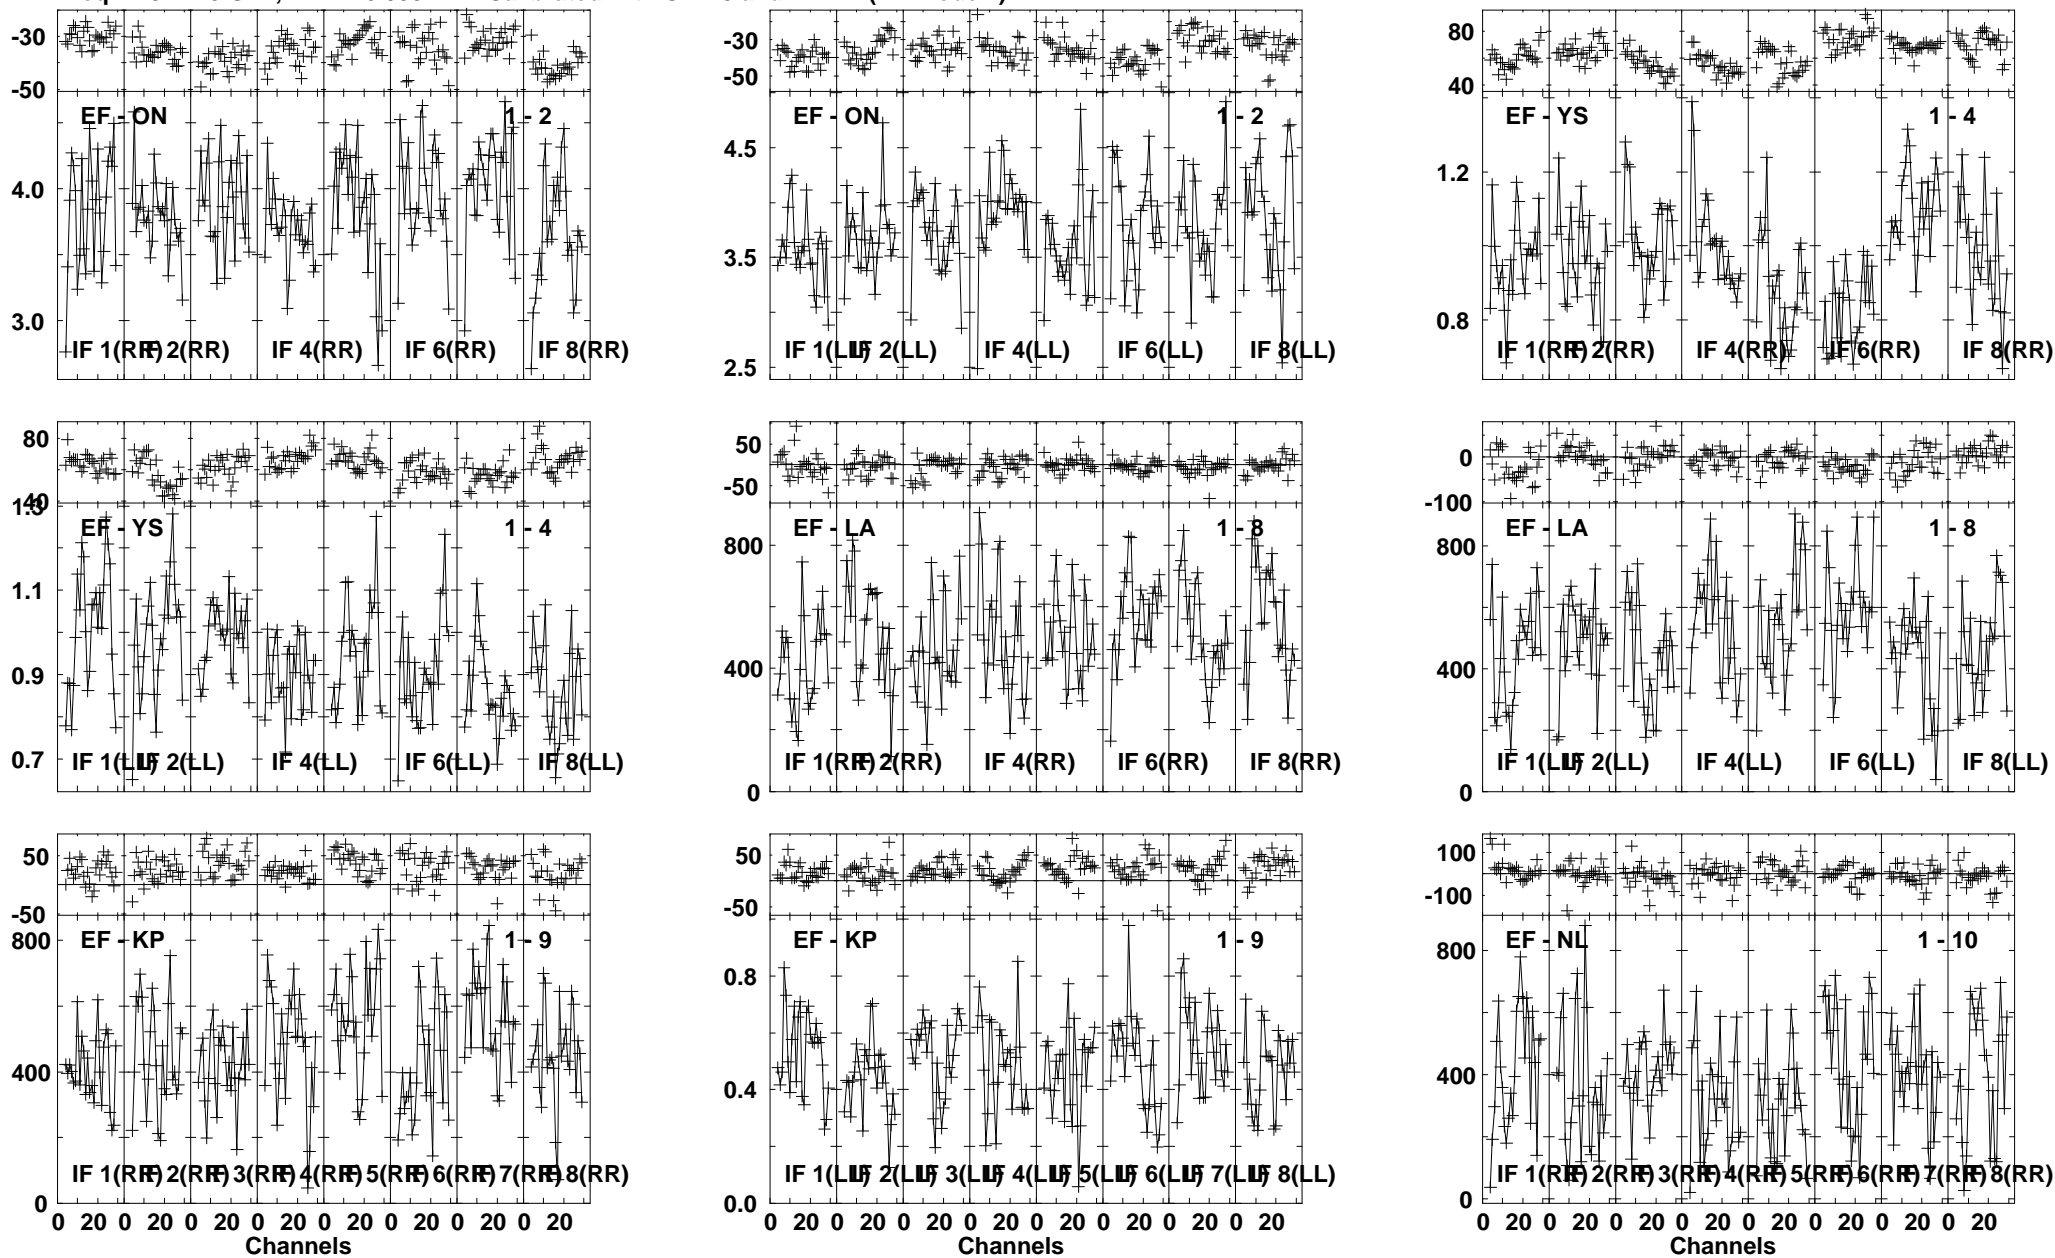 -30
-50
EF - ON 1 - 2
4.0
3.0
IF 1(RR) IF 2(RR) IF 4(RR) IF 6(RR) IF 8(RR)
-30
-50
EF - ON 1 - 2
4.5
3.5
2.5
IF 1(LL) IF 2(LL) IF 4(LL) IF 6(LL) IF 8(LL)
80
40
EF - YS 1 - 4
1.2
0.8
IF 1(RR) IF 2(RR) IF 4(RR) IF 6(RR) IF 8(RR)
80
40
1.3
EF - YS 1 - 4
1.1
0.9
0.7
IF 1(LL) IF 2(LL) IF 4(LL) IF 6(LL) IF 8(LL)
50
-50
EF - LA 1 - 8
800
400
0
IF 1(RR) IF 2(RR) IF 4(RR) IF 6(RR) IF 8(RR)
0
-100
EF - LA 1 - 8
800
400
0
IF 1(LL) IF 2(LL) IF 4(LL) IF 6(LL) IF 8(LL)
50
-50
EF - KP 1 - 9
800
400
0
IF 1(RR) IF 2(RR) IF 3(RR) IF 4(RR) IF 5(RR) IF 6(RR) IF 7(RR) IF 8(RR)
0 20 0 20 0 20 0 20 0 20 0 20 0 20 0 20
Channels
50
-50
EF - KP 1 - 9
0.8
0.4
0.0
IF 1(LL) IF 2(LL) IF 3(LL) IF 4(LL) IF 5(LL) IF 6(LL) IF 7(LL) IF 8(LL)
0 20 0 20 0 20 0 20 0 20 0 20 0 20 0 20
Channels
100
-100
EF - NL 1 - 10
800
400
0
IF 1(RR) IF 2(RR) IF 3(RR) IF 4(RR) IF 5(RR) IF 6(RR) IF 7(RR) IF 8(RR)
0 20 0 20 0 20 0 20 0 20 0 20 0 20 0 20
Channels